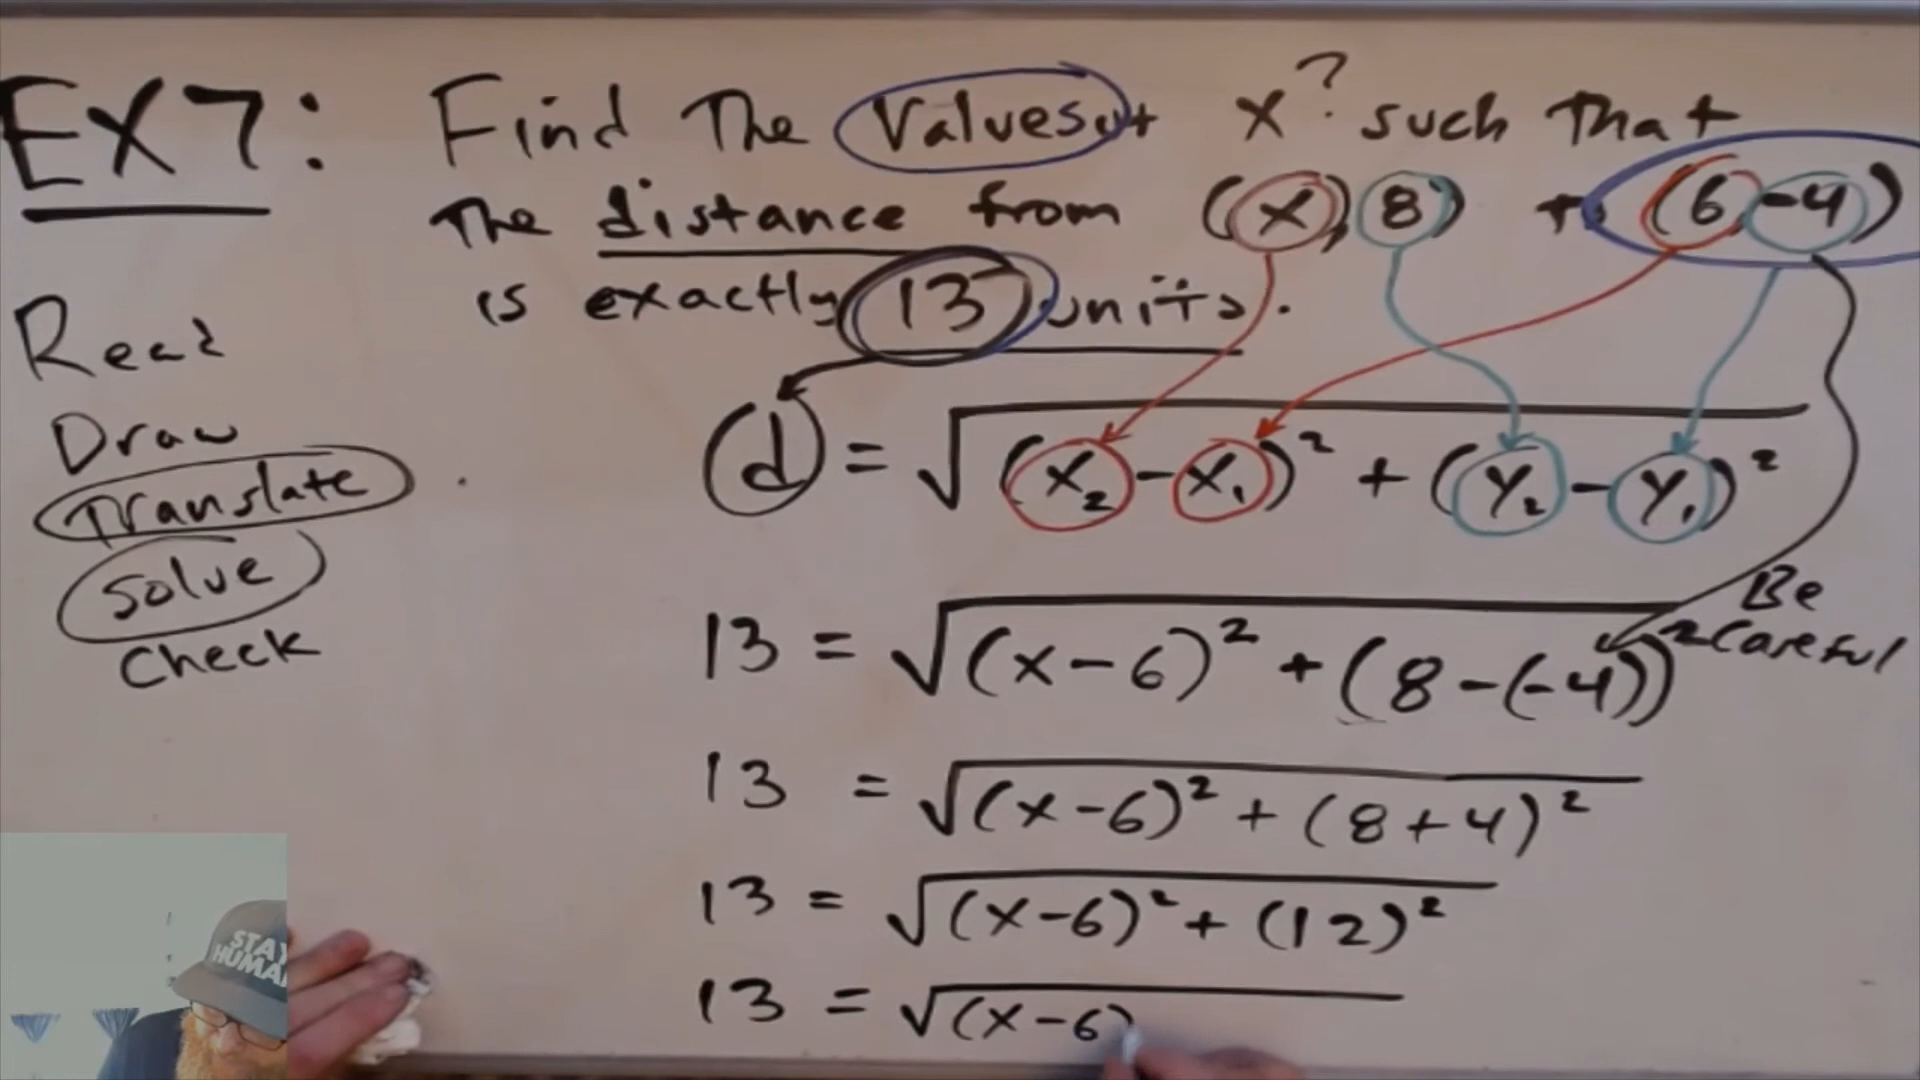 EX7: Find The Values of X? such that
The distance from (X, 8) to (6, -4)
is exactly 13 units.
Read
Draw
Translate
Solve
Check
d = √(X₂ - X₁)² + (Y₂ - Y₁)²
Be
Careful
13 = √(x - 6)² + (8 - (-4))²
13 = √(x - 6)² + (8 + 4)²
13 = √(x - 6)² + (12)²
13 = √(x - 6)
STAY
HUMAN